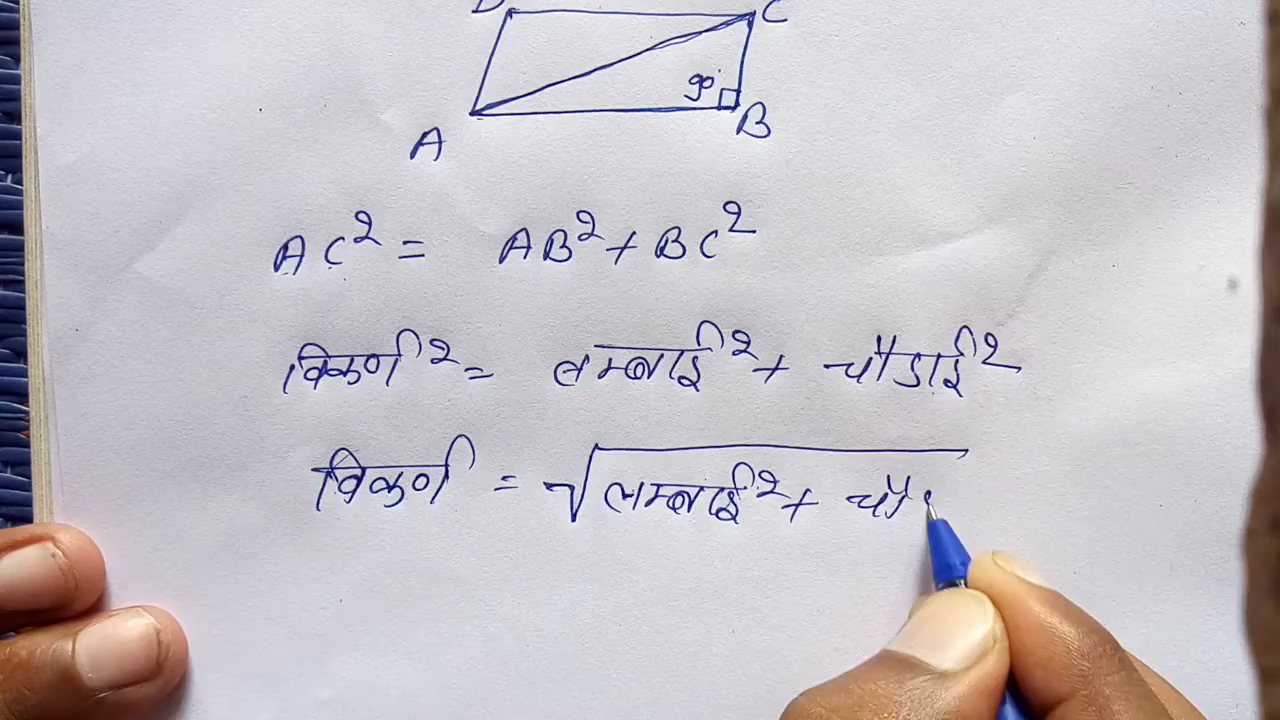 D C
90°
A B
AC² = AB² + BC²
विकर्ण² = लम्बाई² + चौडाई²
विकर्ण = √लम्बाई² + चौ